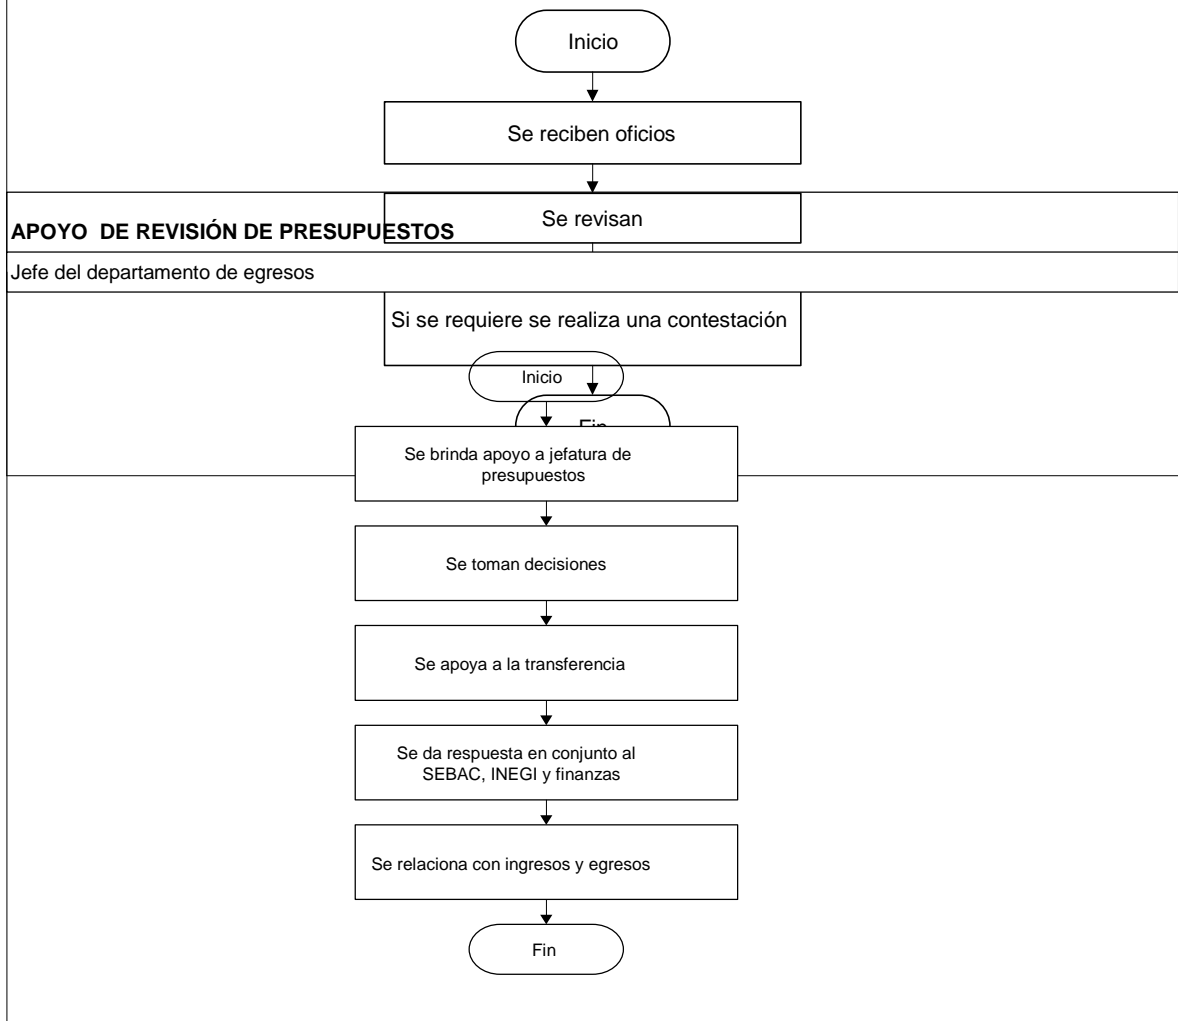 Inicio
Se reciben oficios
Se revisan
APOYO DE REVISIÓN DE PRESUPUESTOS
Jefe del departamento de egresos
Si se requiere se realiza una contestación
Inicio
Fin
Se brinda apoyo a jefatura de
presupuestos
Se toman decisiones
Se apoya a la transferencia
Se da respuesta en conjunto al
SEBAC, INEGI y finanzas
Se relaciona con ingresos y egresos
Fin